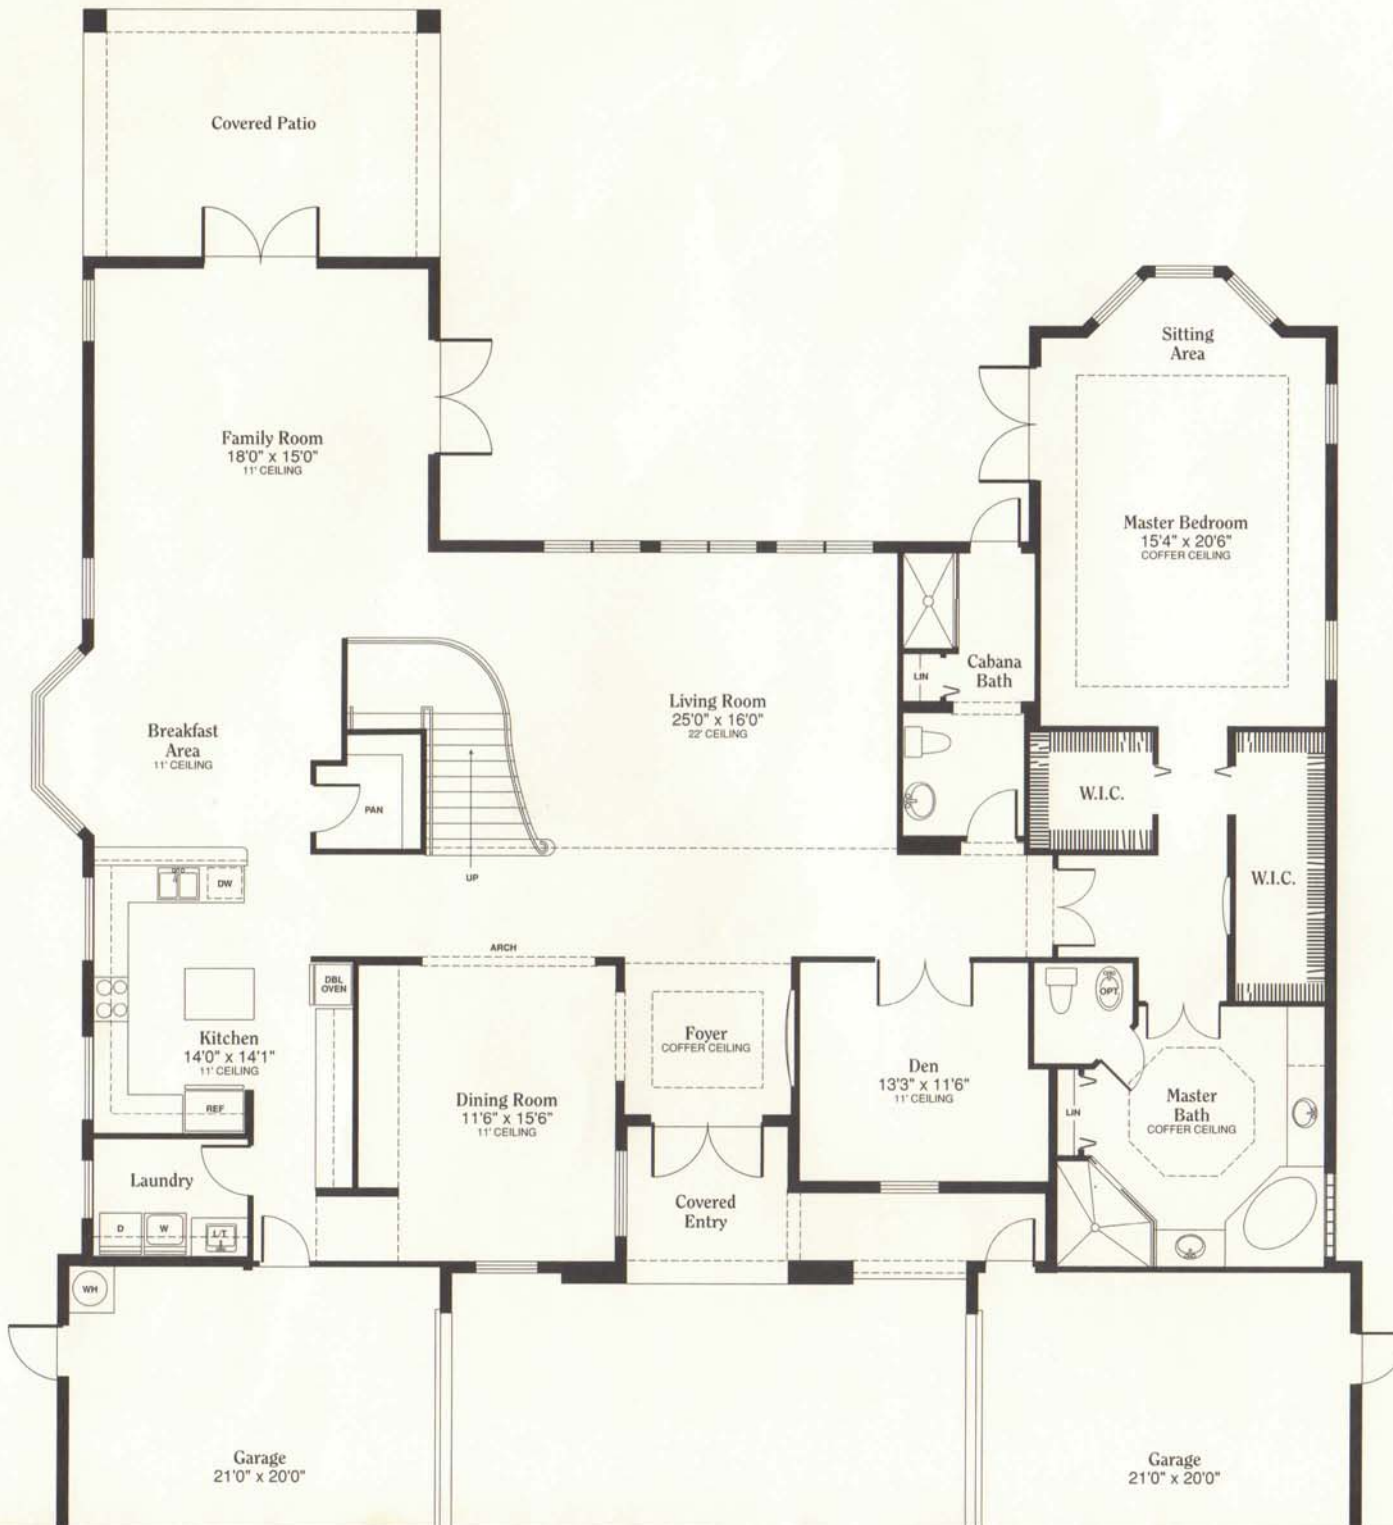 Covered Patio
Sitting
Area
Family Room
18'0" x 15'0"
11' CEILING
Master Bedroom
15'4" x 20'6"
COFFER CEILING
Cabana
Bath
LIN
Living Room
25'0" x 16'0"
22' CEILING
Breakfast
Area
11' CEILING
PAN
UP
W.I.C.
W.I.C.
DW
ARCH
DBL
OVEN
OPT.
Kitchen
14'0" x 14'1"
11' CEILING
REF
Foyer
COFFER CEILING
Den
13'3" x 11'6"
11' CEILING
Dining Room
11'6" x 15'6"
11' CEILING
LIN
Master
Bath
COFFER CEILING
Laundry
D
W
L/T
Covered
Entry
WH
Garage
21'0" x 20'0"
Garage
21'0" x 20'0"